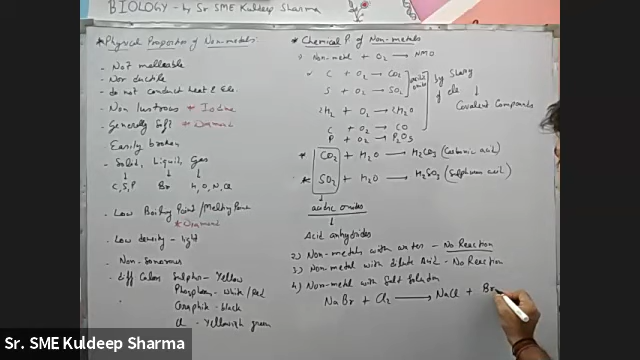 BIOLOGY - by Sr SME Kuldeep Sharma
* Physical Properties of Non-metals:
- Not malleable
- Nor ductile
- do not conduct heat & Ele.
- Non lustrous * Iodine
- Generally Soft * Diamond
Easily broken
- Solid, Liquid, Gas
↓ ↓ ↓
C, S, P Br H, O, N, Cl
- Low Boiling Point/Melting Point
* Diamond
- Low density - light
- Non-sonorous
- diff Colors Sulphur - Yellow
Phosphorus - White/Red
Graphite - black
Cl - Yellowish green
* Chemical P of Non-metals
1) Non-metal + O2 → NMO
C + O2 → CO2
S + O2 → SO2
acidic oxides
2H2 + O2 → 2H2O
C + O2 → CO
P + O2 → P2O3
by Sharing of ele.
↓
Covalent Compounds
* CO2 + H2O → H2CO3 (Carbonic acid)
* SO2 + H2O → H2SO3 (Sulphurous acid)
↓
acidic oxides
↓
Acid anhydrides
2) Non-metals with water - No Reaction
3) Non-metal with dilute Acid - No Reaction
4) Non-metal with Salt Solution
NaBr + Cl2 → NaCl + Br
Sr. SME Kuldeep Sharma